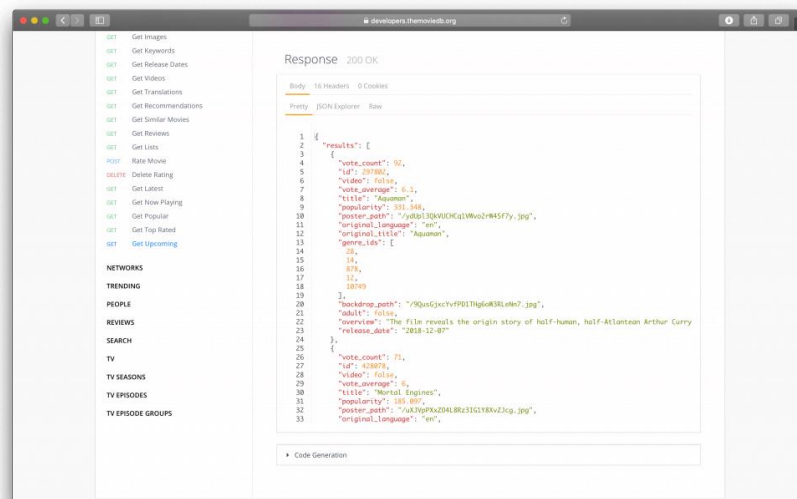 developers.themoviedb.org
GET Get Images
GET Get Keywords
GET Get Release Dates
GET Get Videos
GET Get Translations
GET Get Recommendations
GET Get Similar Movies
GET Get Reviews
GET Get Lists
POST Rate Movie
DELETE Delete Rating
GET Get Latest
GET Get Now Playing
GET Get Popular
GET Get Top Rated
GET Get Upcoming
NETWORKS
TRENDING
PEOPLE
REVIEWS
SEARCH
TV
TV SEASONS
TV EPISODES
TV EPISODE GROUPS
Response 200 OK
Body 16 Headers 0 Cookies
Pretty JSON Explorer Raw
1 {
2 "results": [
3 {
4 "vote_count": 92,
5 "id": 297802,
6 "video": false,
7 "vote_average": 6.1,
8 "title": "Aquaman",
9 "popularity": 331.348,
10 "poster_path":
11 "original_language": "en",
12 "original_title": "Aquaman",
13 "genre_ids": [
14 28,
15 14,
16 878,
17 12,
18 10749
19 ],
20 "backdrop_path":
21 "adult": false,
22 "overview": "The film reveals the origin story of half-human, half-Atlantean Arthur Curry
23 "release_date": "2018-12-07"
24 },
25 {
26 "vote_count": 71,
27 "id": 428078,
28 "video": false,
29 "vote_average": 6,
30 "title": "Mortal Engines",
31 "popularity": 185.097,
32 "poster_path":
33 "original_language": "en",
Code Generation